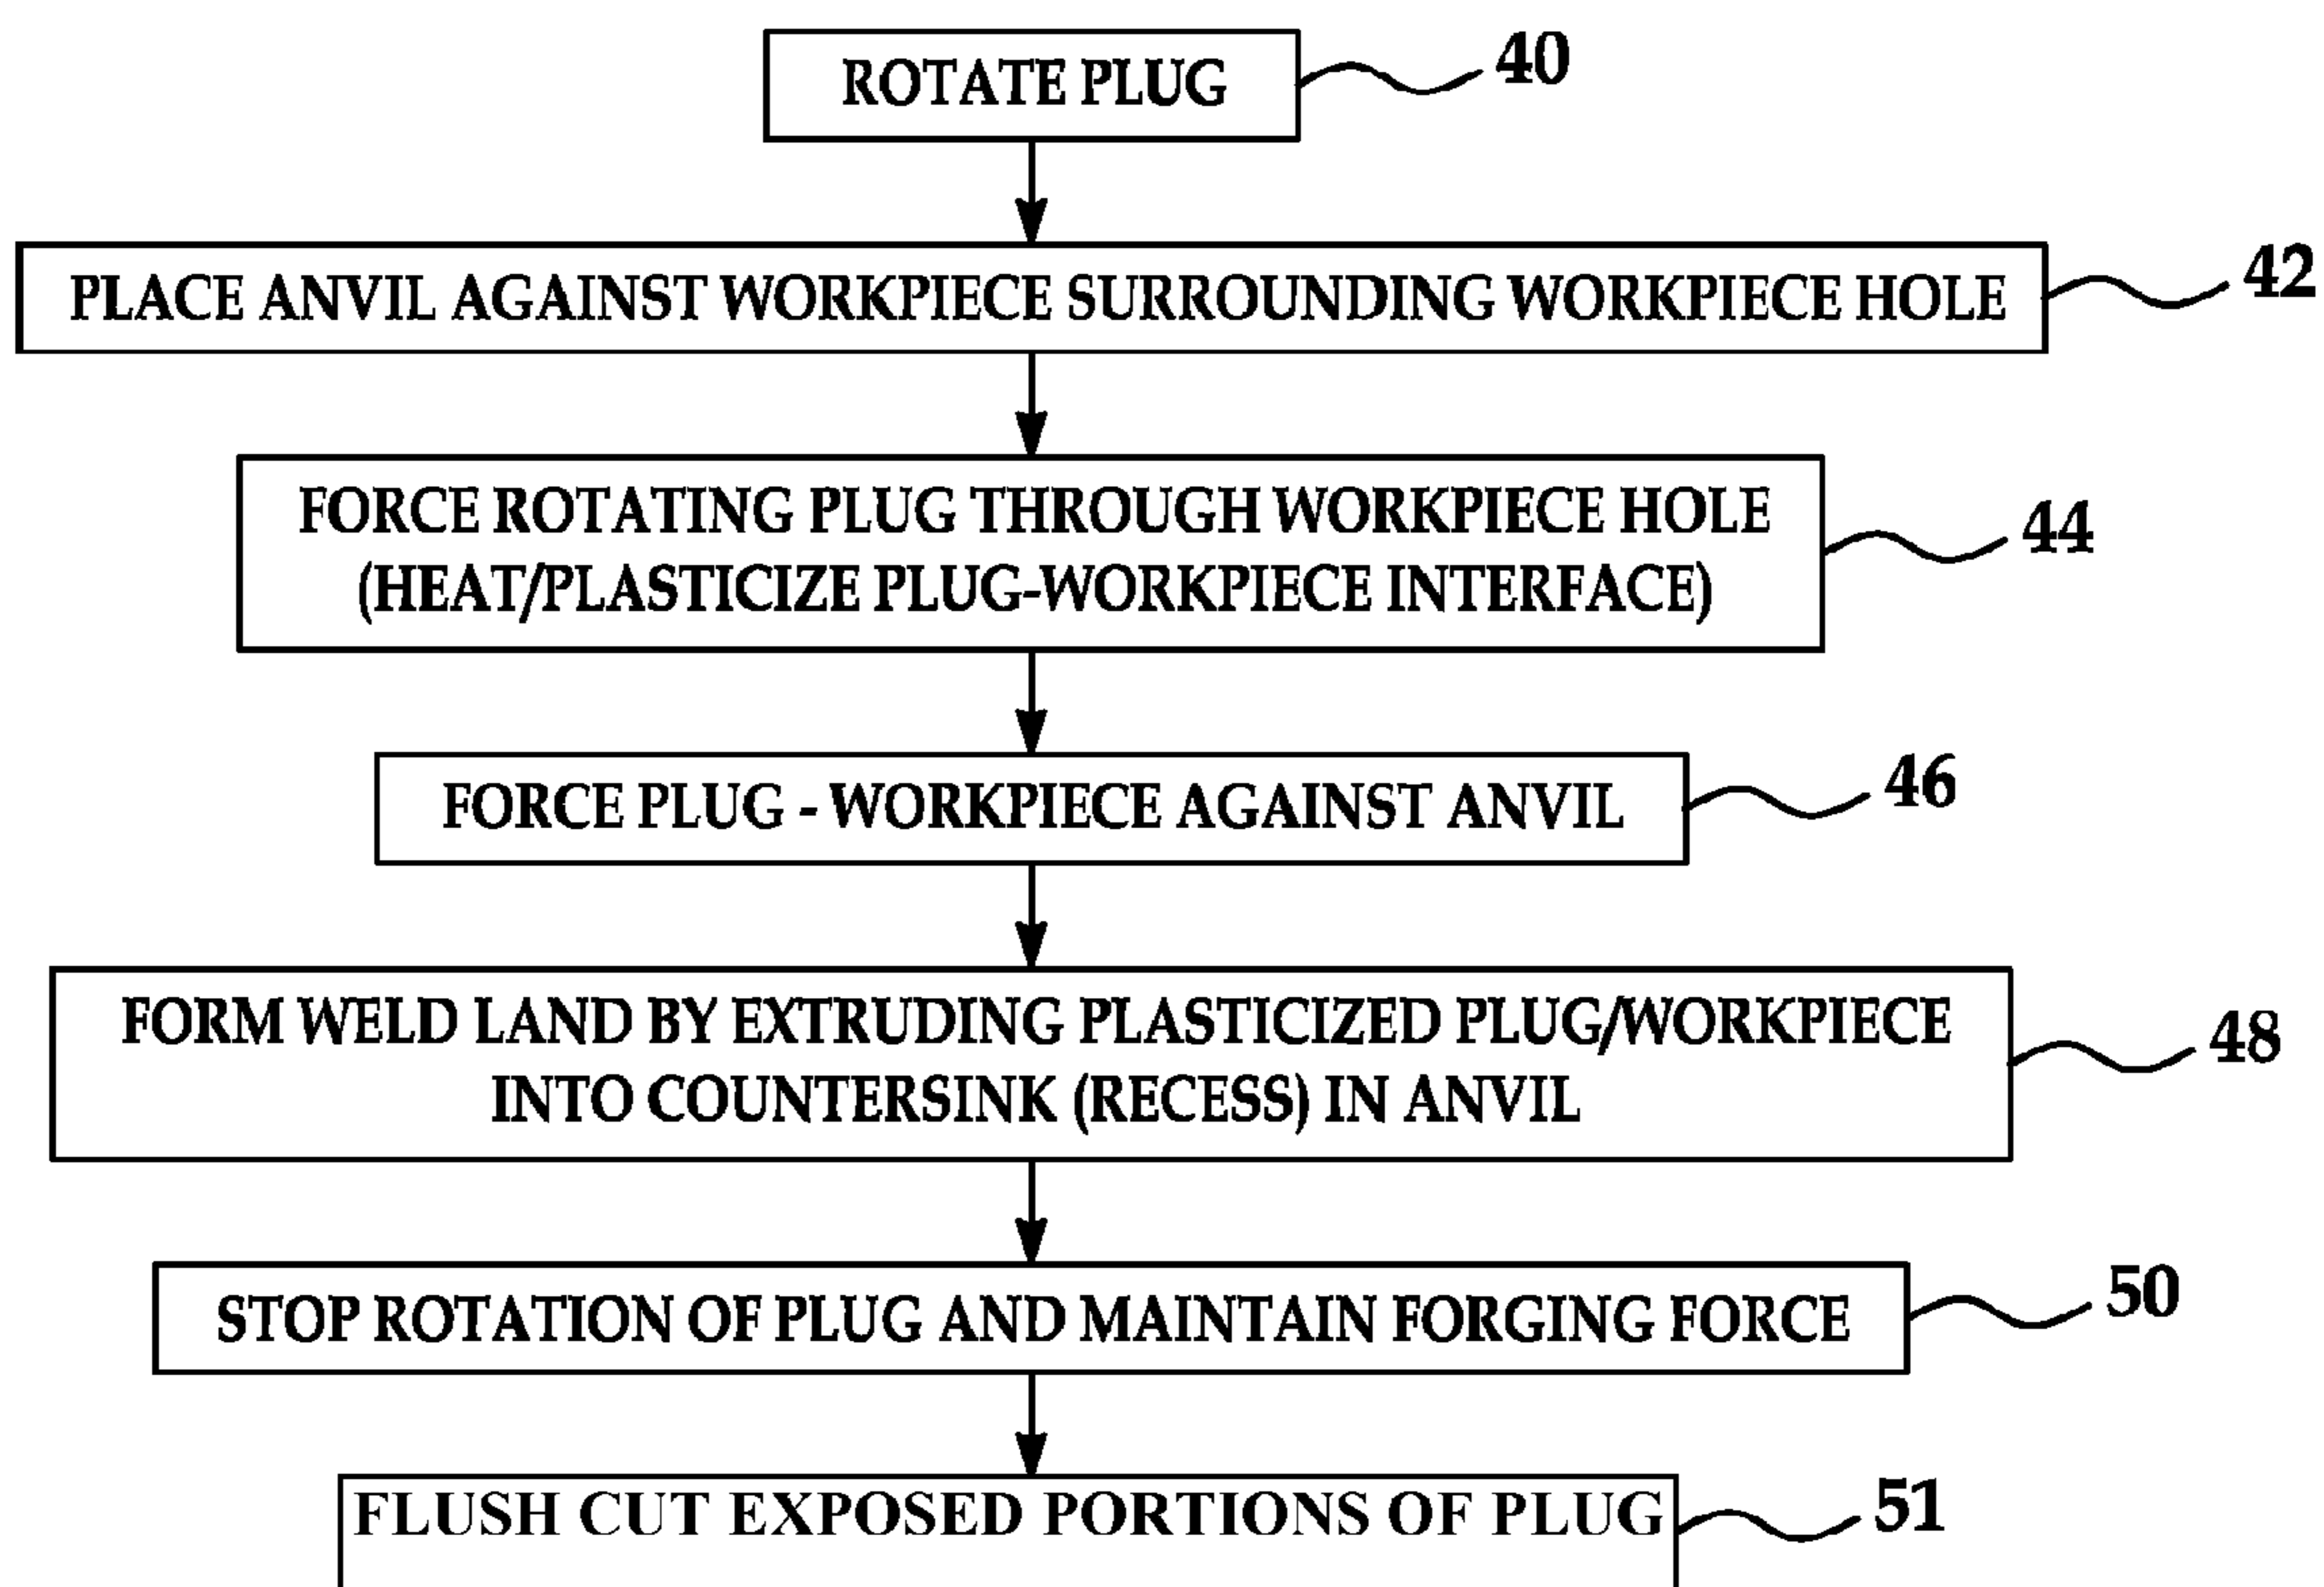 ROTATE PLUG
40
PLACE ANVIL AGAINST WORKPIECE SURROUNDING WORKPIECE HOLE
42
FORCE ROTATING PLUG THROUGH WORKPIECE HOLE
(HEAT/PLASTICIZE PLUG-WORKPIECE INTERFACE)
44
FORCE PLUG - WORKPIECE AGAINST ANVIL
46
FORM WELD LAND BY EXTRUDING PLASTICIZED PLUG/WORKPIECE
INTO COUNTERSINK (RECESS) IN ANVIL
48
STOP ROTATION OF PLUG AND MAINTAIN FORGING FORCE
50
FLUSH CUT EXPOSED PORTIONS OF PLUG
51